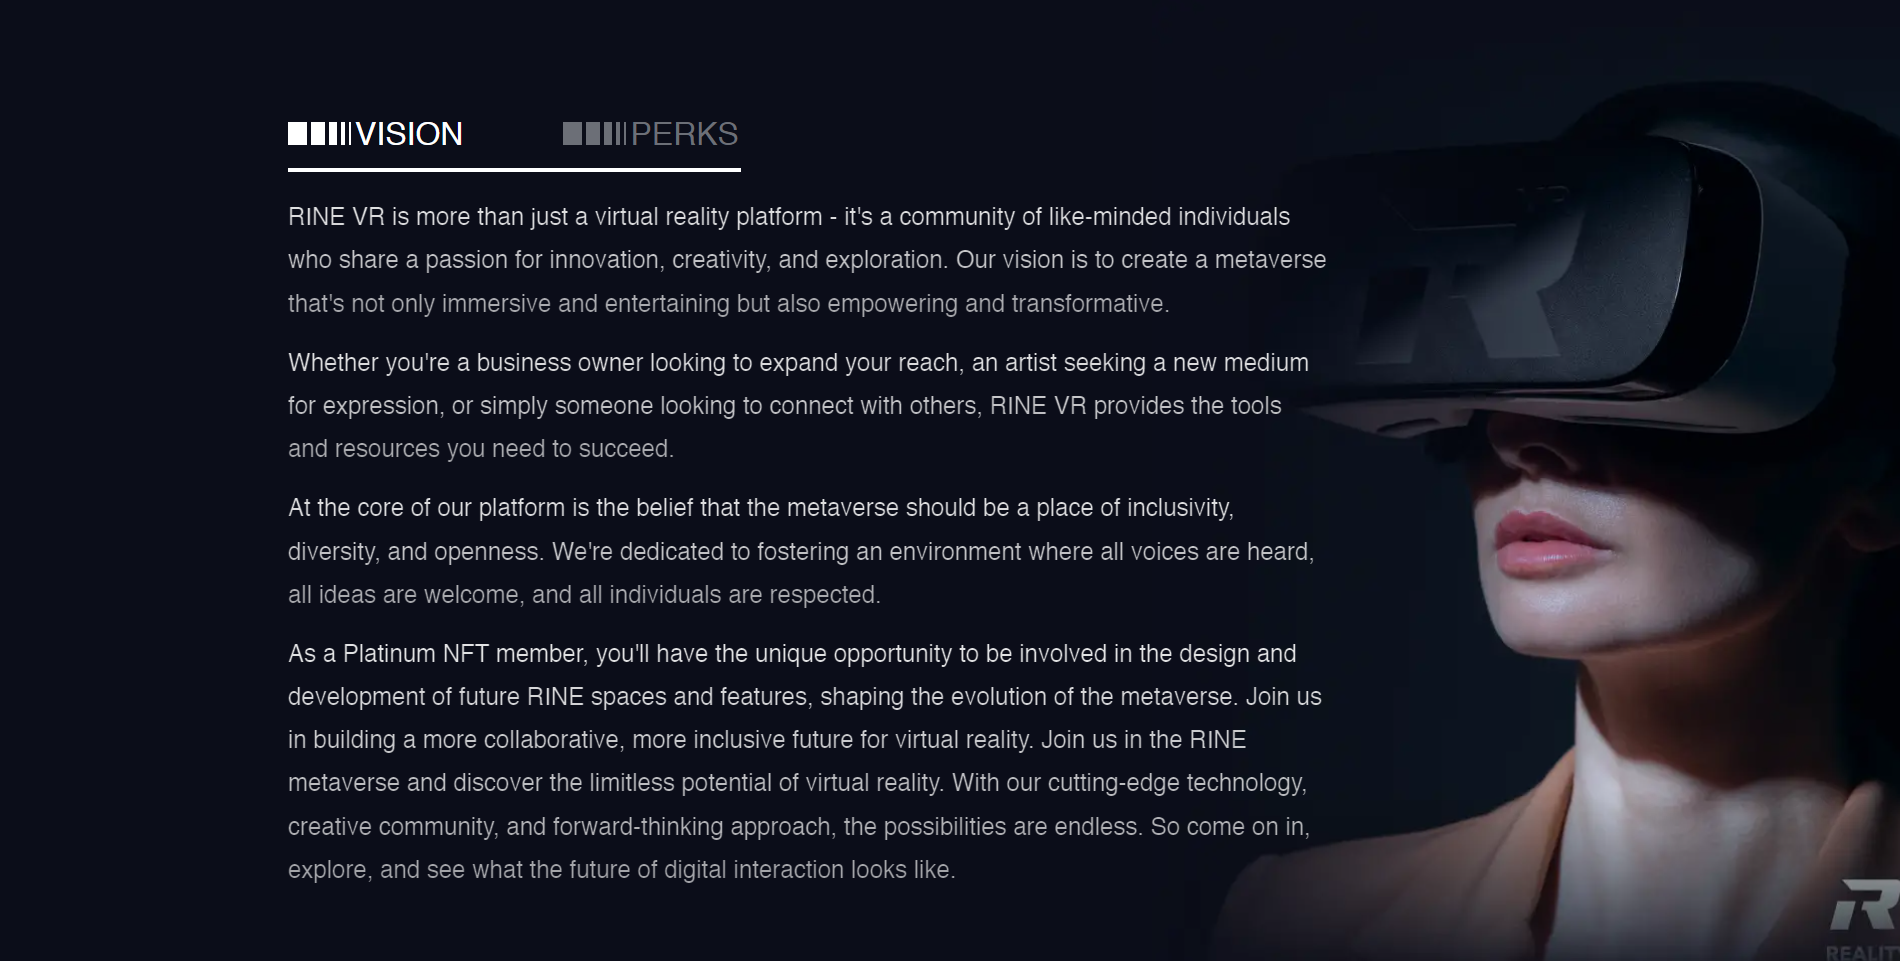 VISION
PERKS
RINE VR is more than just a virtual reality platform - it's a community of like-minded individuals
who share a passion for innovation, creativity, and exploration. Our vision is to create a metaverse
that's not only immersive and entertaining but also empowering and transformative.
Whether you're a business owner looking to expand your reach, an artist seeking a new medium
for expression, or simply someone looking to connect with others, RINE VR provides the tools
and resources you need to succeed.
At the core of our platform is the belief that the metaverse should be a place of inclusivity,
diversity, and openness. We're dedicated to fostering an environment where all voices are heard,
all ideas are welcome, and all individuals are respected.
As a Platinum NFT member, you'll have the unique opportunity to be involved in the design and
development of future RINE spaces and features, shaping the evolution of the metaverse. Join us
in building a more collaborative, more inclusive future for virtual reality. Join us in the RINE
metaverse and discover the limitless potential of virtual reality. With our cutting-edge technology,
creative community, and forward-thinking approach, the possibilities are endless. So come on in,
explore, and see what the future of digital interaction looks like.